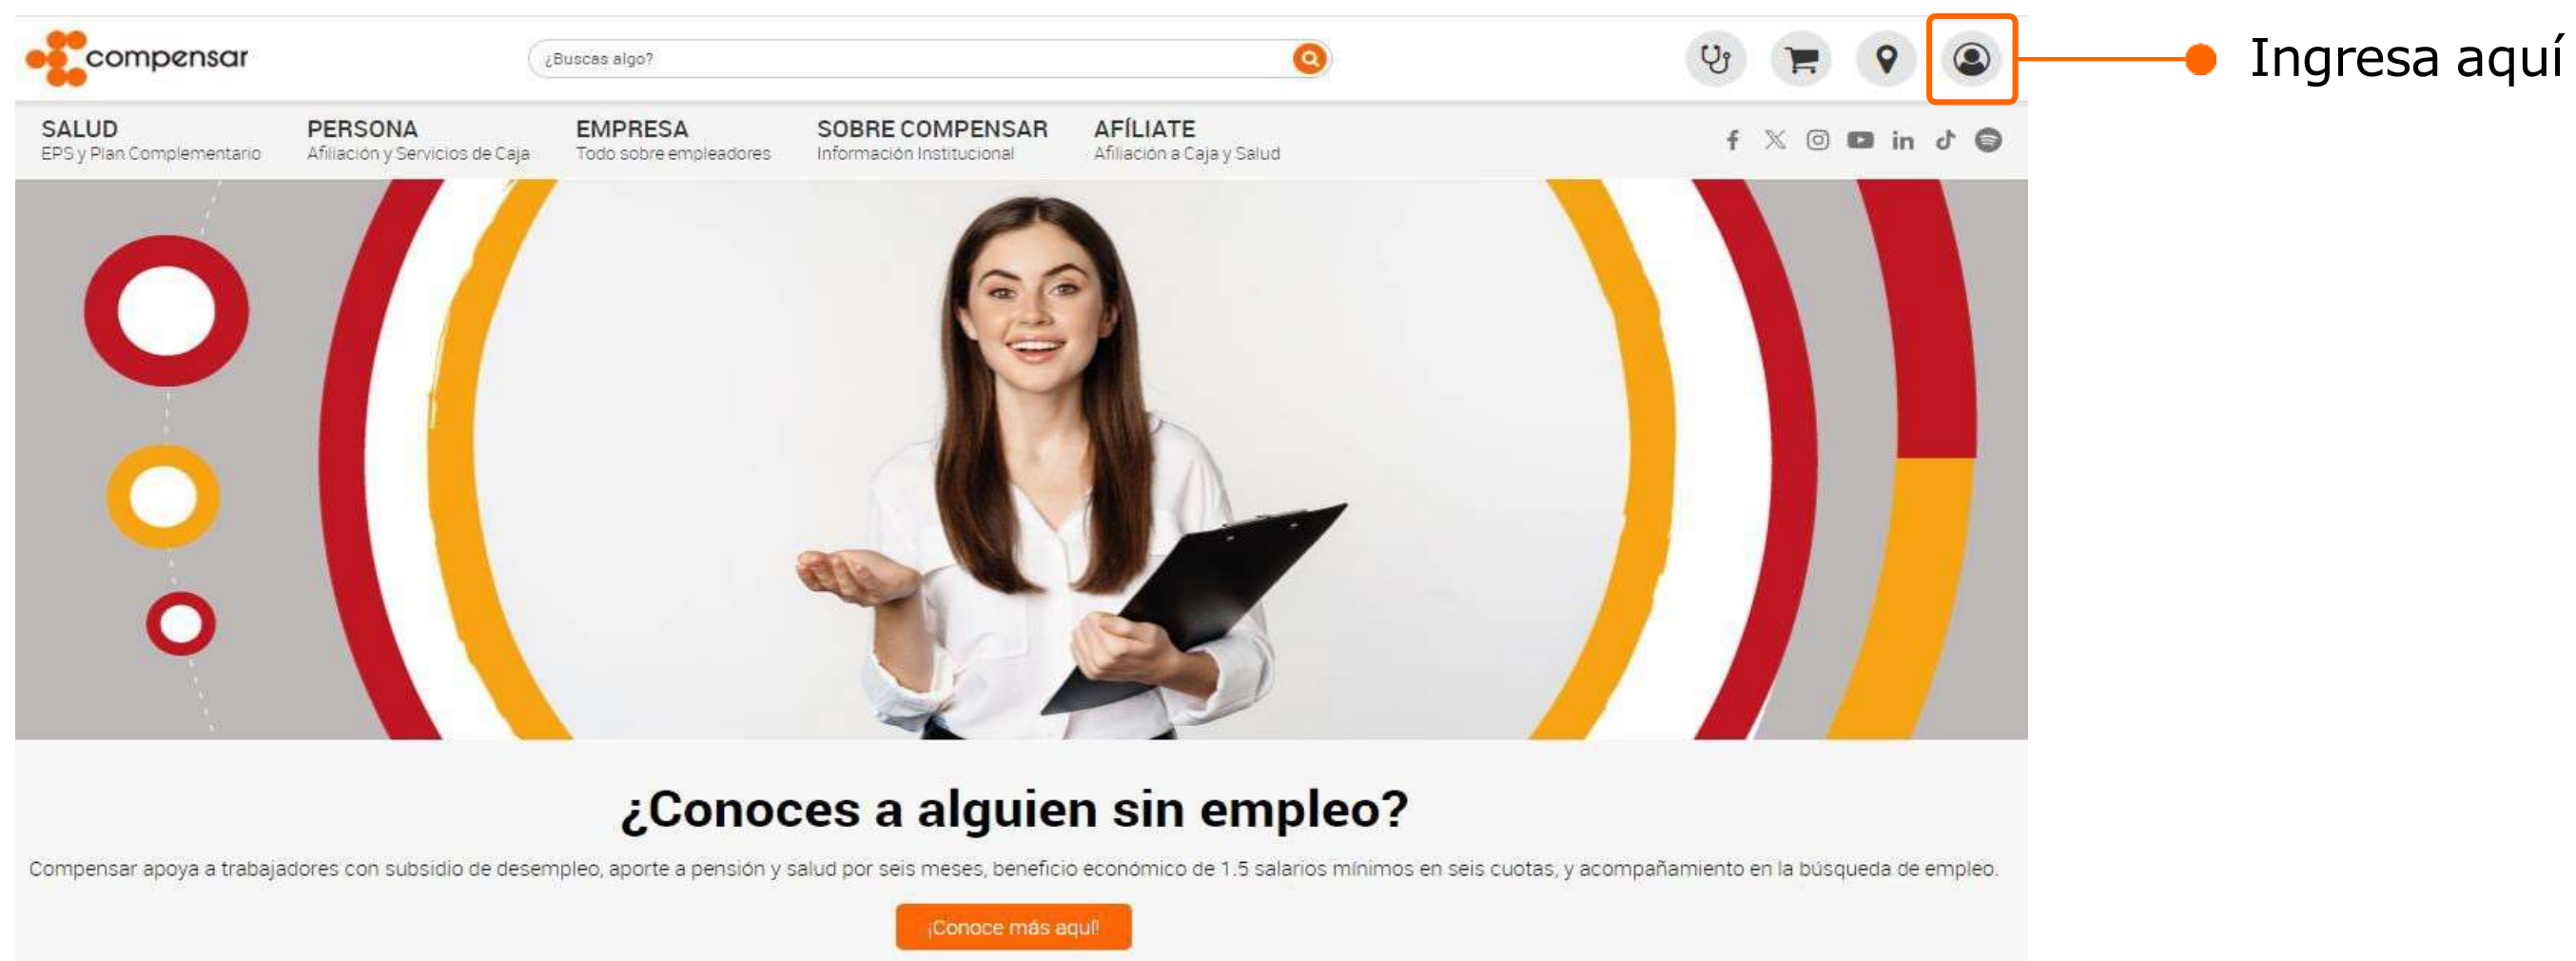 compensar
¿Buscas algo?
Ingresa aquí
SALUD
EPS y Plan Complementario
PERSONA
Afiliación y Servicios de Caja
EMPRESA
Todo sobre empleadores
SOBRE COMPENSAR
Información Institucional
AFÍLIATE
Afiliación a Caja y Salud
¿Conoces a alguien sin empleo?
Compensar apoya a trabajadores con subsidio de desempleo, aporte a pensión y salud por seis meses, beneficio económico de 1.5 salarios mínimos en seis cuotas, y acompañamiento en la búsqueda de empleo.
¡Conoce más aquí!